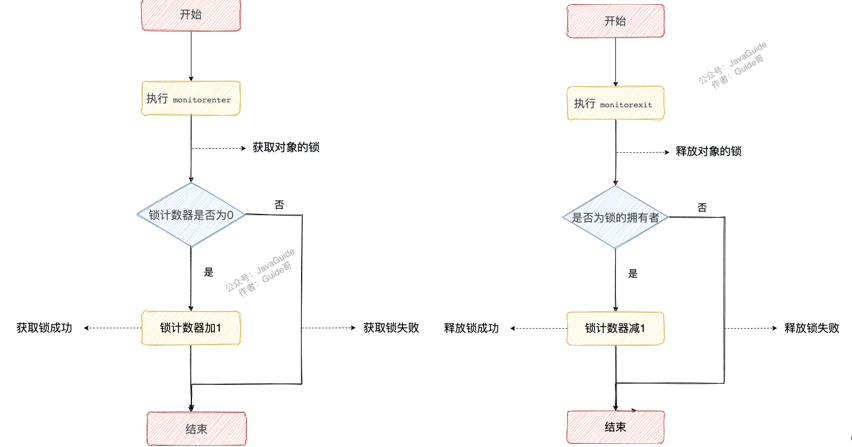 开始
执行 monitorenter
获取对象的锁
锁计数器是否为0
否
是
公众号：JavaGuide
作者：Guide哥
获取锁成功
锁计数器加1
获取锁失败
结束
开始
公众号：JavaGuide
作者：Guide哥
执行 monitorexit
释放对象的锁
是否为锁的拥有者
否
是
释放锁成功
锁计数器减1
释放锁失败
结束